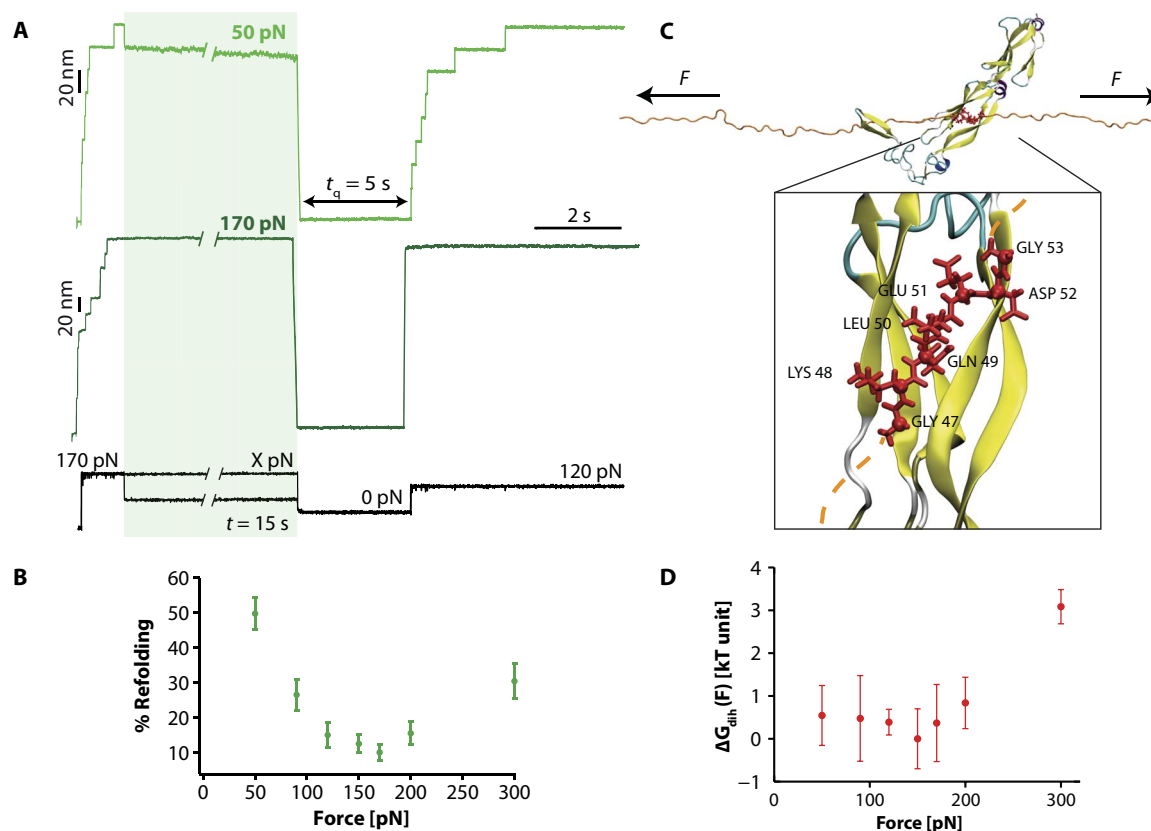 A
50 pN
20 nm
tq = 5 s
170 pN
2 s
20 nm
170 pN
X pN
0 pN
120 pN
t = 15 s
B
% Refolding
60
50
40
30
20
10
0 50 100 150 200 250 300
Force [pN]
C
F
F
GLY 53
GLU 51
ASP 52
LEU 50
GLN 49
LYS 48
GLY 47
D
ΔGdih(F) [kT unit]
4
3
2
1
0
−1
0 100 200 300
Force [pN]